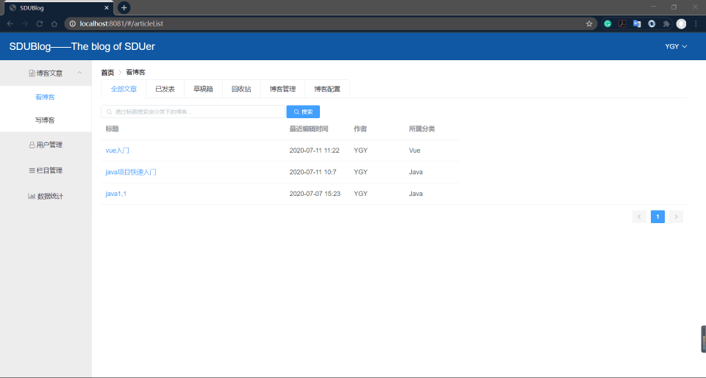 SDUBlog
localhost:8081/#/articleList
SDUBlog——The blog of SDUer
YGY
博客文章
看博客
写博客
用户管理
栏目管理
数据统计
首页 > 看博客
全部文章 已发表 草稿箱 回收站 博客管理 博客配置
通过标题搜索该分类下的博客... 搜索
标题 最近编辑时间 作者 所属分类
vue入门 2020-07-11 11:22 YGY Vue
java项目快速入门 2020-07-11 10:7 YGY Java
java1,1 2020-07-07 15:23 YGY Java
1